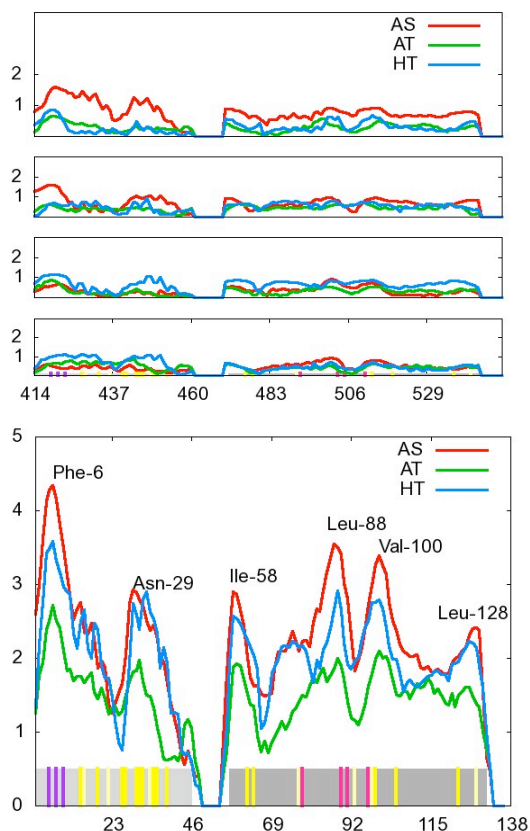 AS
AT
HT
2
1
2
1
2
1
2
1
414 437 460 483 506 529
5
4
3
2
1
0
AS
AT
HT
Phe-6
Leu-88
Val-100
Asn-29
Ile-58
Leu-128
23 46 69 92 115 138